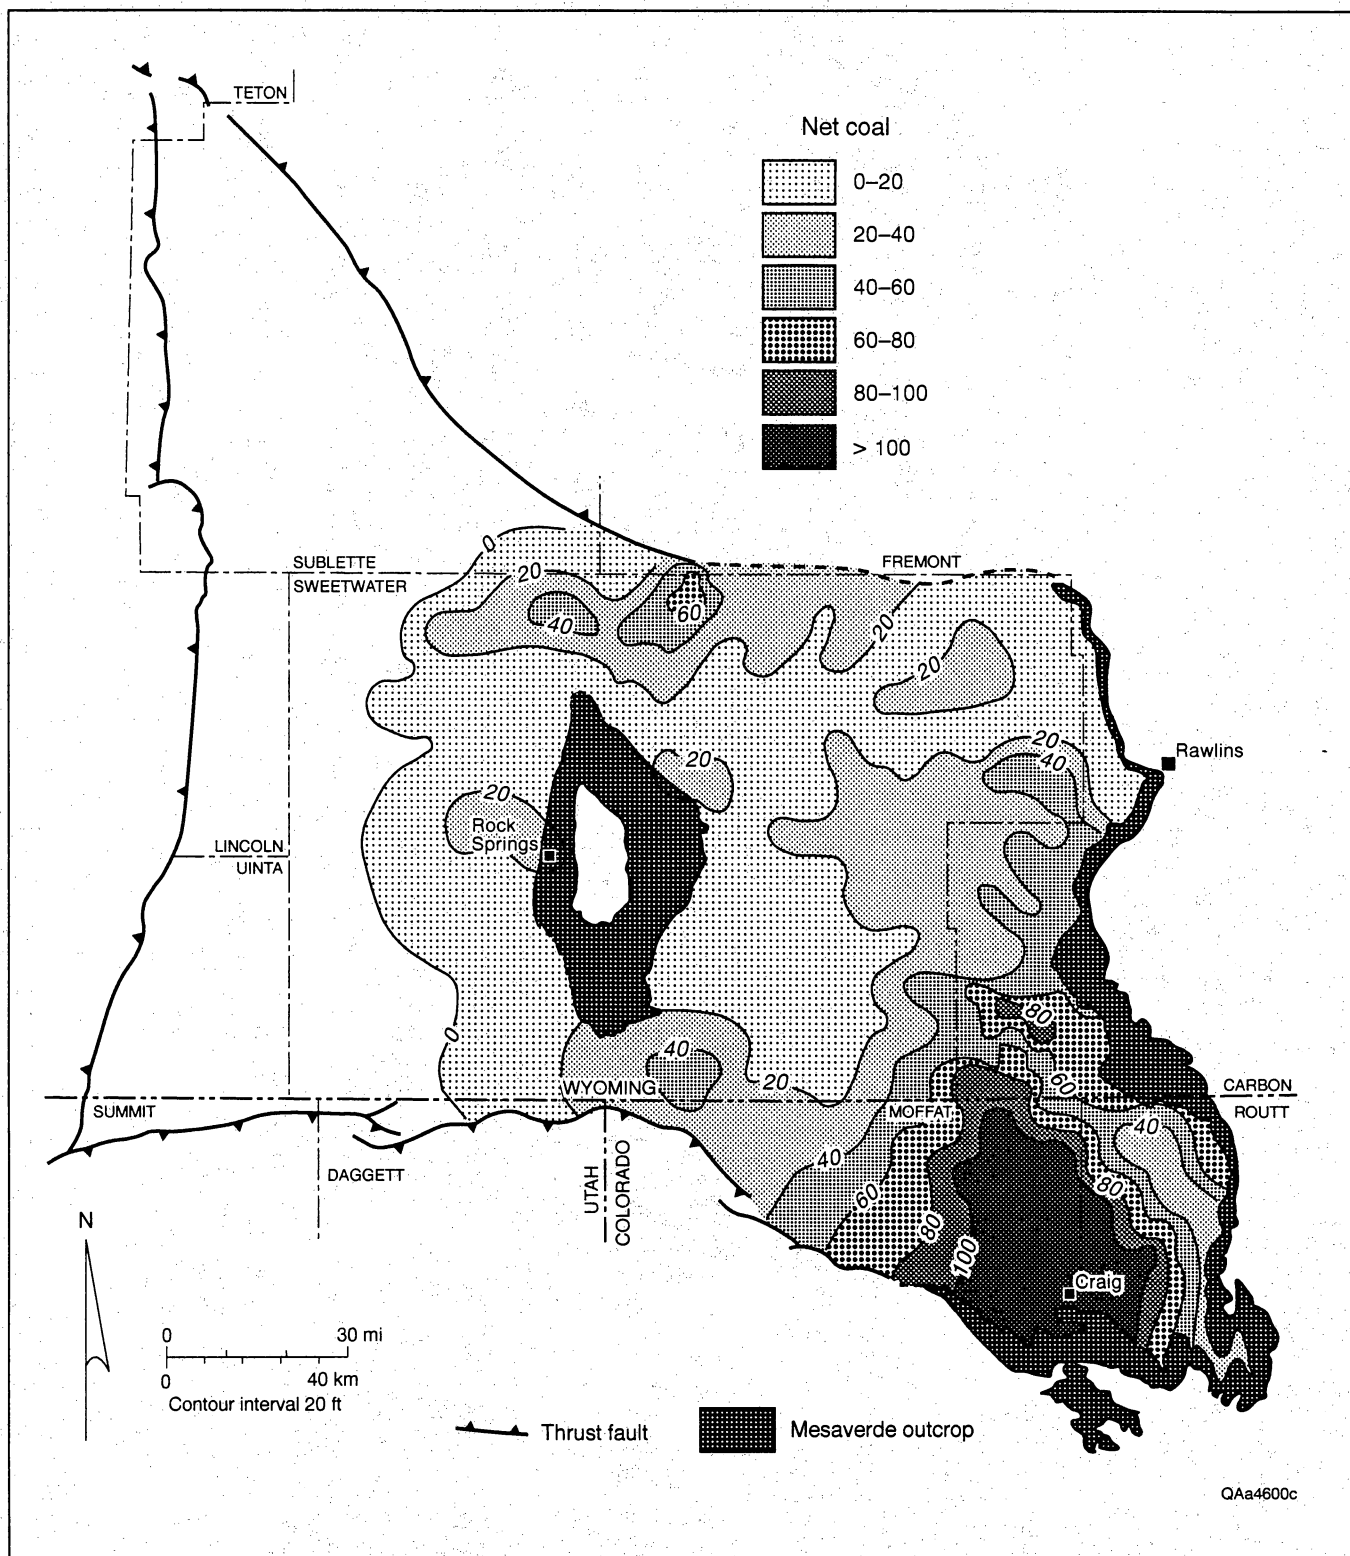 TETON
Net coal
0–20
20–40
40–60
60–80
80–100
> 100
0
SUBLETTE
FREMONT
SWEETWATER
20
40
60
20
20
20
40
Rawlins
20
20
Rock
Springs
LINCOLN
UINTA
80
0
40
20
60
WYOMING
CARBON
SUMMIT
MOFFAT
ROUTT
40
40
DAGGETT
UTAH
COLORADO
60
80
80
100
N
Craig
0 30 mi
0 40 km
Contour interval 20 ft
Thrust fault
Mesaverde outcrop
QAa4600c